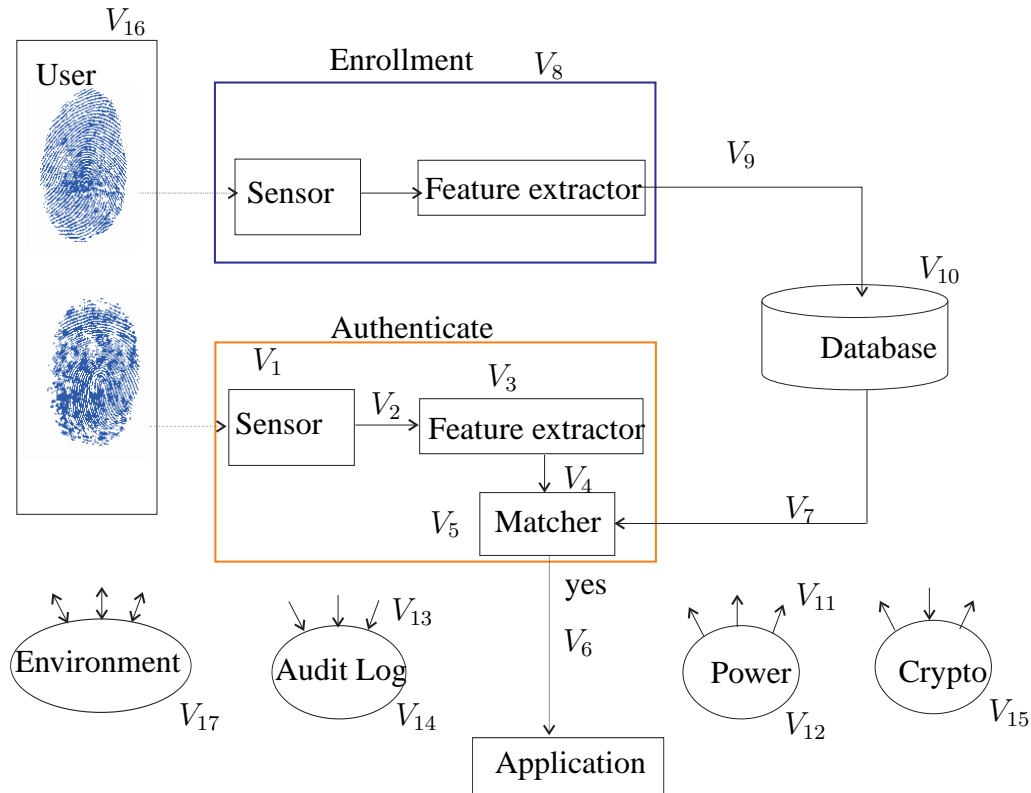 V₁₆
User
Enrollment
V₈
Sensor
Feature extractor
V₉
V₁₀
Database
Authenticate
V₁
Sensor
V₂
V₃
Feature extractor
V₄
V₅
Matcher
V₇
yes
V₆
Application
Environment
V₁₇
V₁₃
Audit Log
V₁₄
V₁₁
Power
V₁₂
Crypto
V₁₅